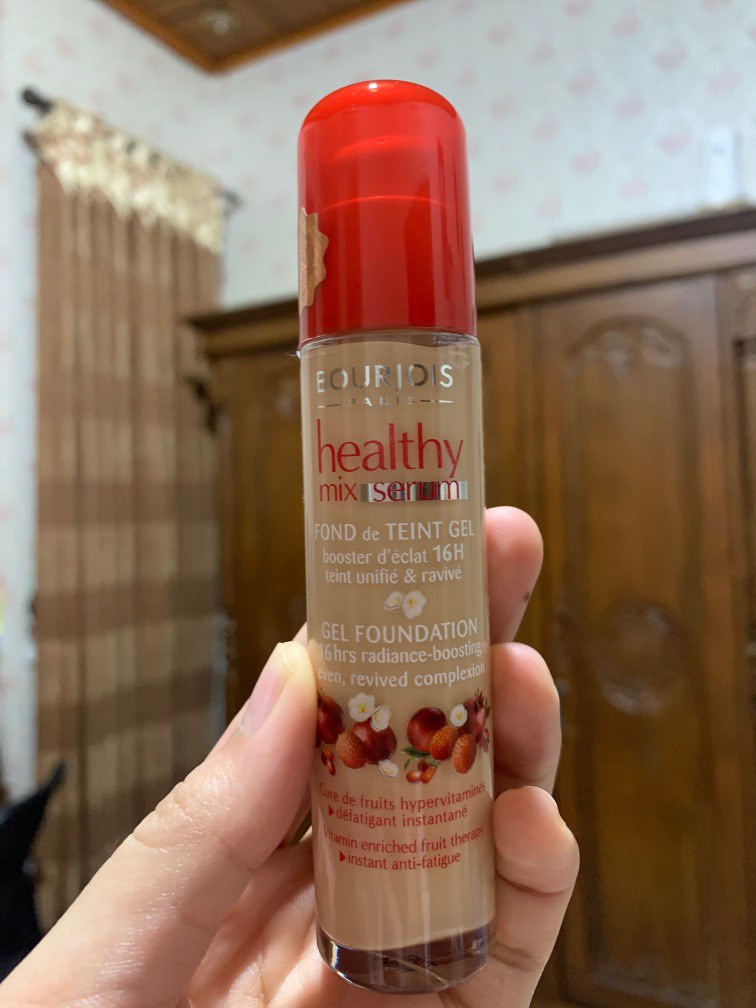 BOURJOIS
PARIS
healthy
mix serum
FOND de TEINT GEL
booster d'éclat 16H
teint unifié & ravivé
GEL FOUNDATION
16hrs radiance-boosting
even, revived complexion
Cure de fruits hypervitaminés
▶défatigant instantané
Vitamin enriched fruit therapy
▶instant anti-fatigue